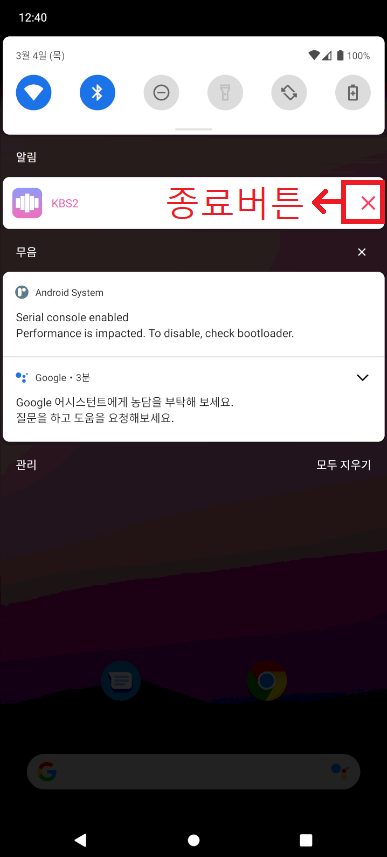 12:40
3월 4일 (목)
100%
알림
KBS2
종료버튼
무음
Android System
Serial console enabled
Performance is impacted. To disable, check bootloader.
Google • 3분
Google 어시스턴트에게 농담을 부탁해 보세요.
질문을 하고 도움을 요청해보세요.
관리
모두 지우기